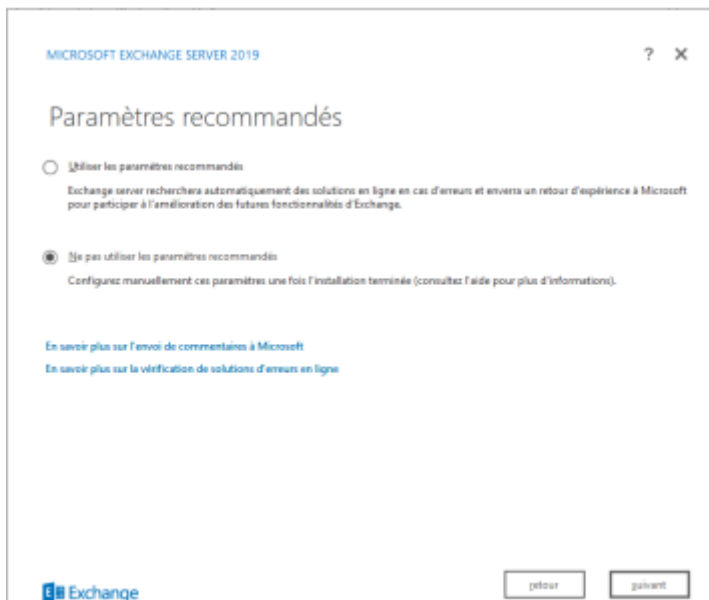 MICROSOFT EXCHANGE SERVER 2019
? ✕
Paramètres recommandés
Utiliser les paramètres recommandés
Exchange server recherchera automatiquement des solutions en ligne en cas d'erreurs et enverra un retour d'expérience à Microsoft
pour participer à l'amélioration des futures fonctionnalités d'Exchange.
Ne pas utiliser les paramètres recommandés
Configurez manuellement ces paramètres une fois l'installation terminée (consultez l'aide pour plus d'informations).
En savoir plus sur l'envoi de commentaires à Microsoft
En savoir plus sur la vérification de solutions d'erreurs en ligne
retour
suivant
E Exchange